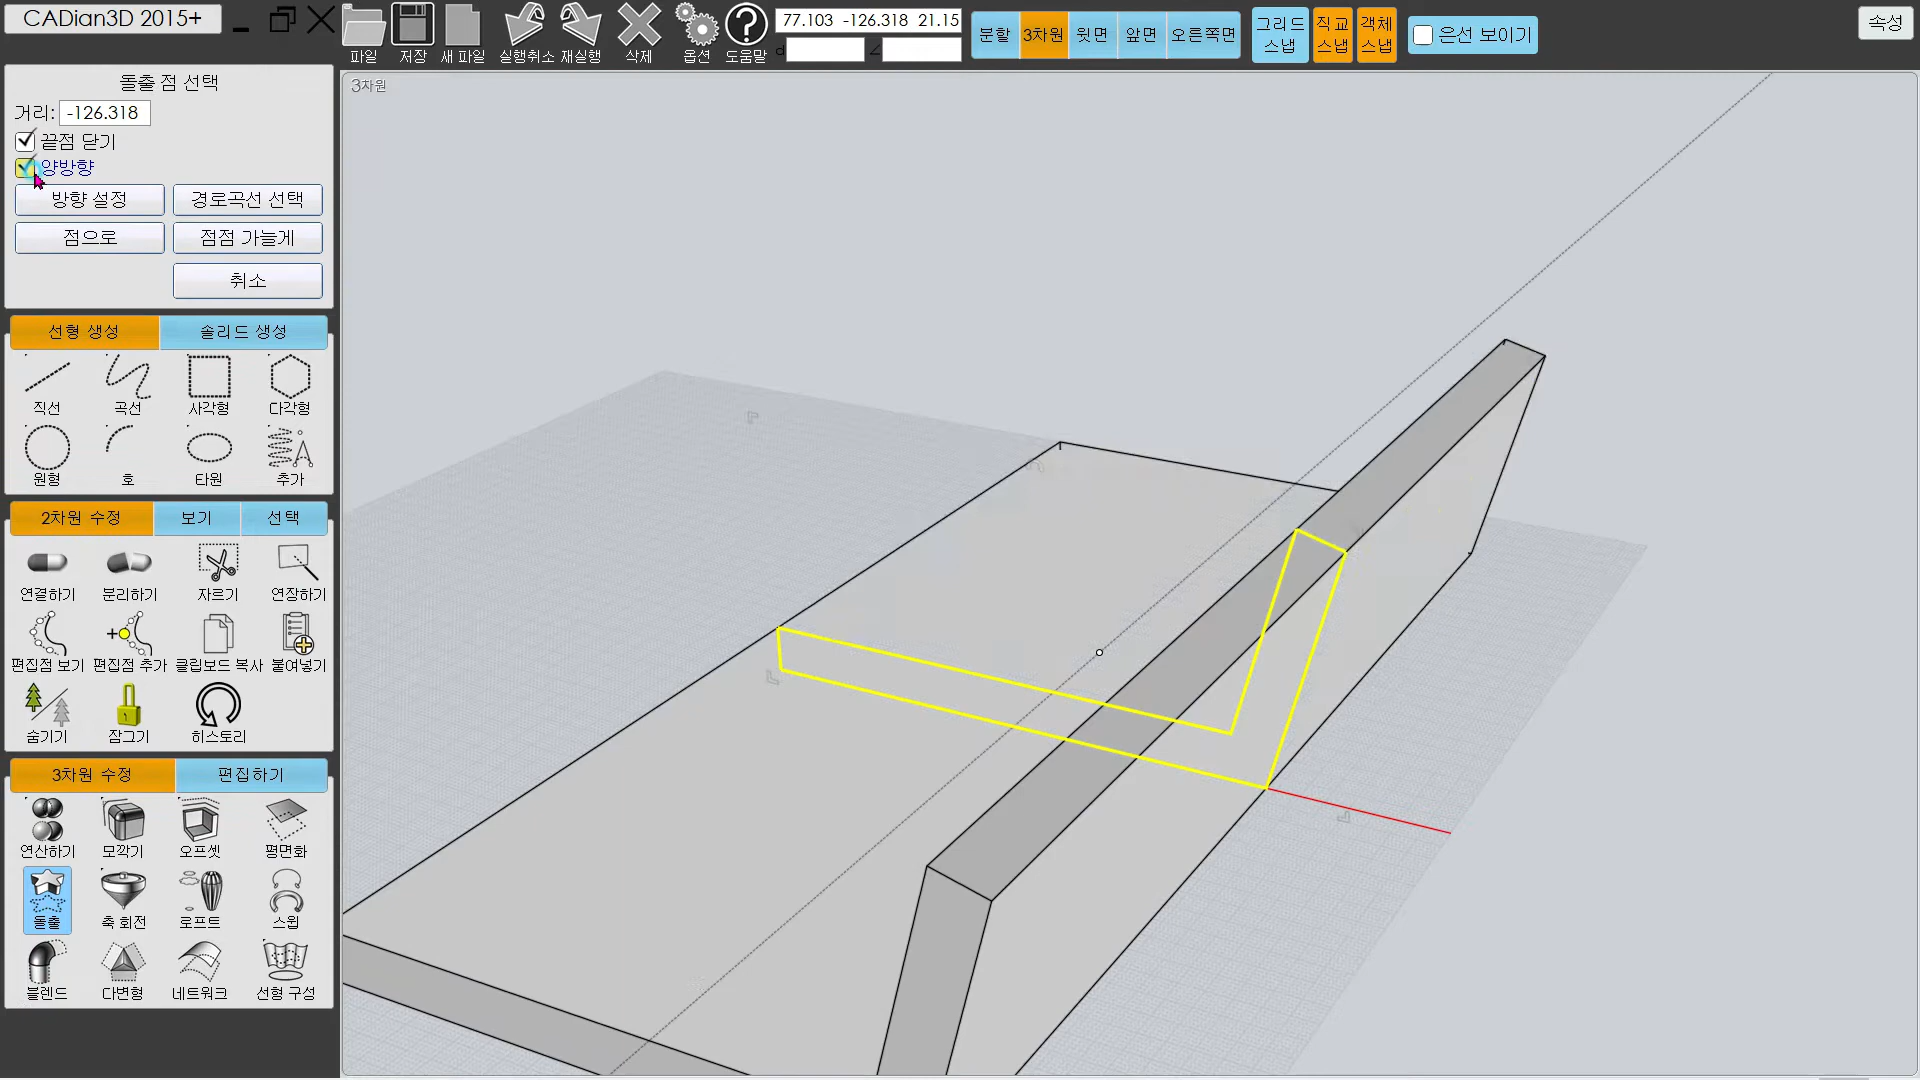 CADian3D 2015+
파일
저장
새 파일
실행취소
재실행
삭제
옵션
도움말
77.103 -126.318 21.15
d
∠
분할
3차원
윗면
앞면
오른쪽면
그리드 스냅
직교 스냅
객체 스냅
은선 보이기
속성
돌출 점 선택
거리: -126.318
끝점 닫기
양방향
방향 설정
경로곡선 선택
점으로
점점 가늘게
취소
3차원
선형 생성
솔리드 생성
직선
곡선
사각형
다각형
원형
호
타원
추가
2차원 수정
보기
선택
연결하기
분리하기
자르기
연장하기
편집점 보기
편집점 추가
클립보드 복사
붙여넣기
숨기기
잠그기
히스토리
3차원 수정
편집하기
연산하기
모깍기
오프셋
평면화
돌출
축 회전
로프트
스윕
블렌드
다변형
네트워크
선형 구성